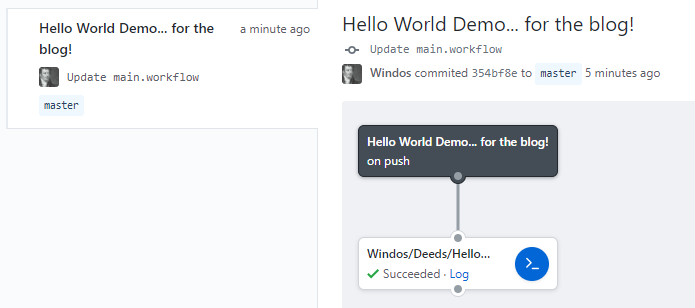 Hello World Demo... for the
a minute ago
blog!
Update main.workflow
master
Hello World Demo... for the blog!
Update main.workflow
Windos commited 354bf8e to master 5 minutes ago
Hello World Demo... for the blog!
on push
Windos/Deeds/Hello...
Succeeded · Log